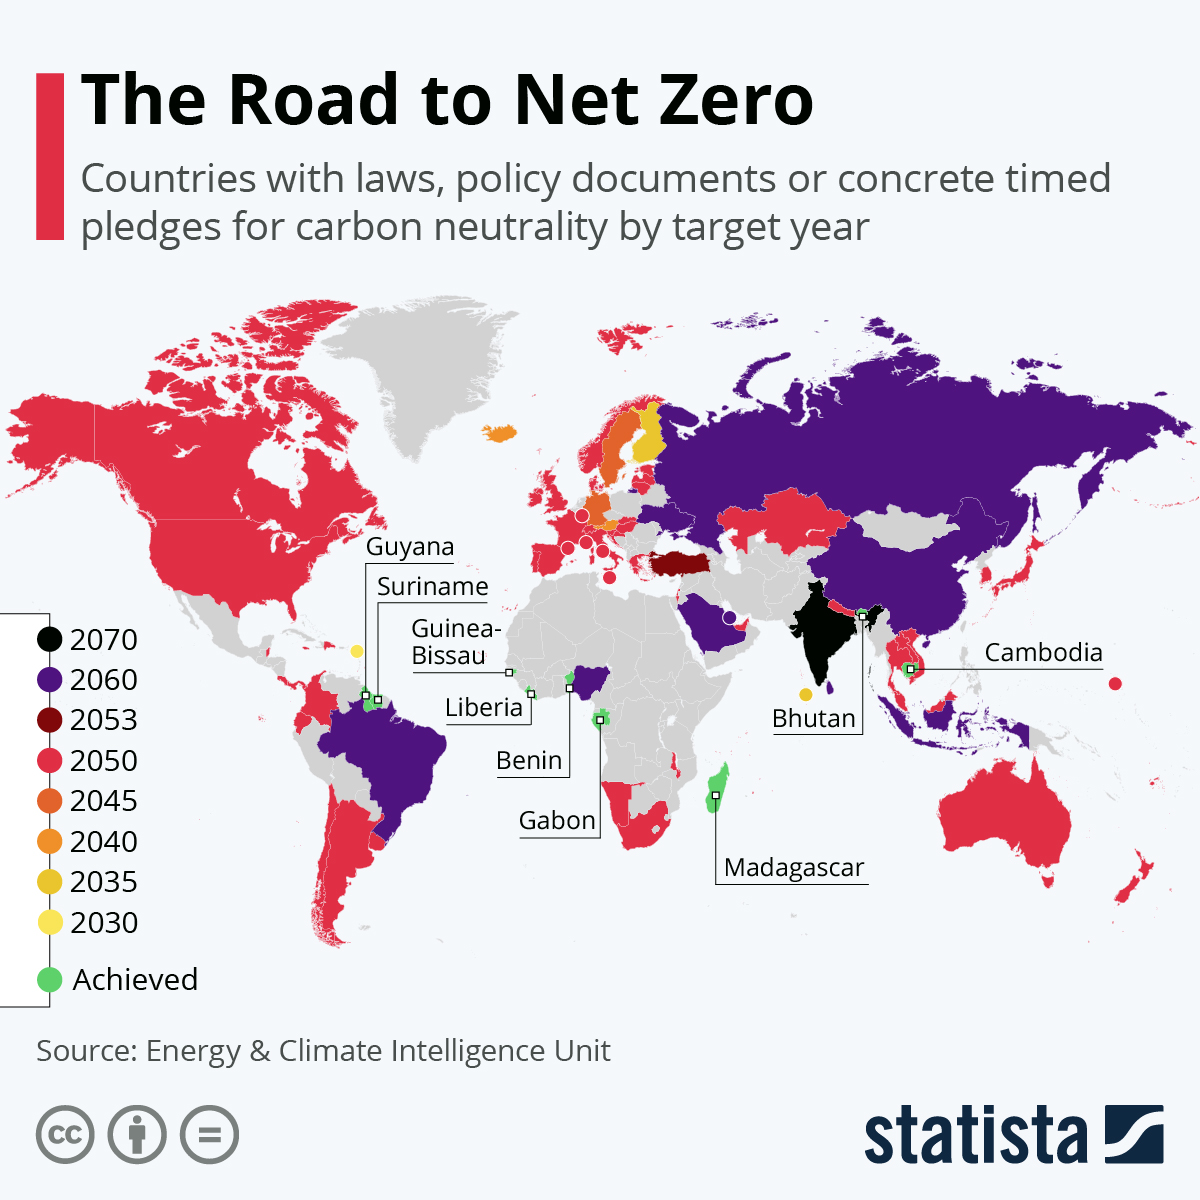 The Road to Net Zero
Countries with laws, policy documents or concrete timed
pledges for carbon neutrality by target year
Guyana
Suriname
Guinea-
Bissau
Liberia
Benin
Gabon
Madagascar
Bhutan
Cambodia
2070
2060
2053
2050
2045
2040
2035
2030
Achieved
Source: Energy & Climate Intelligence Unit
cc
=
statista